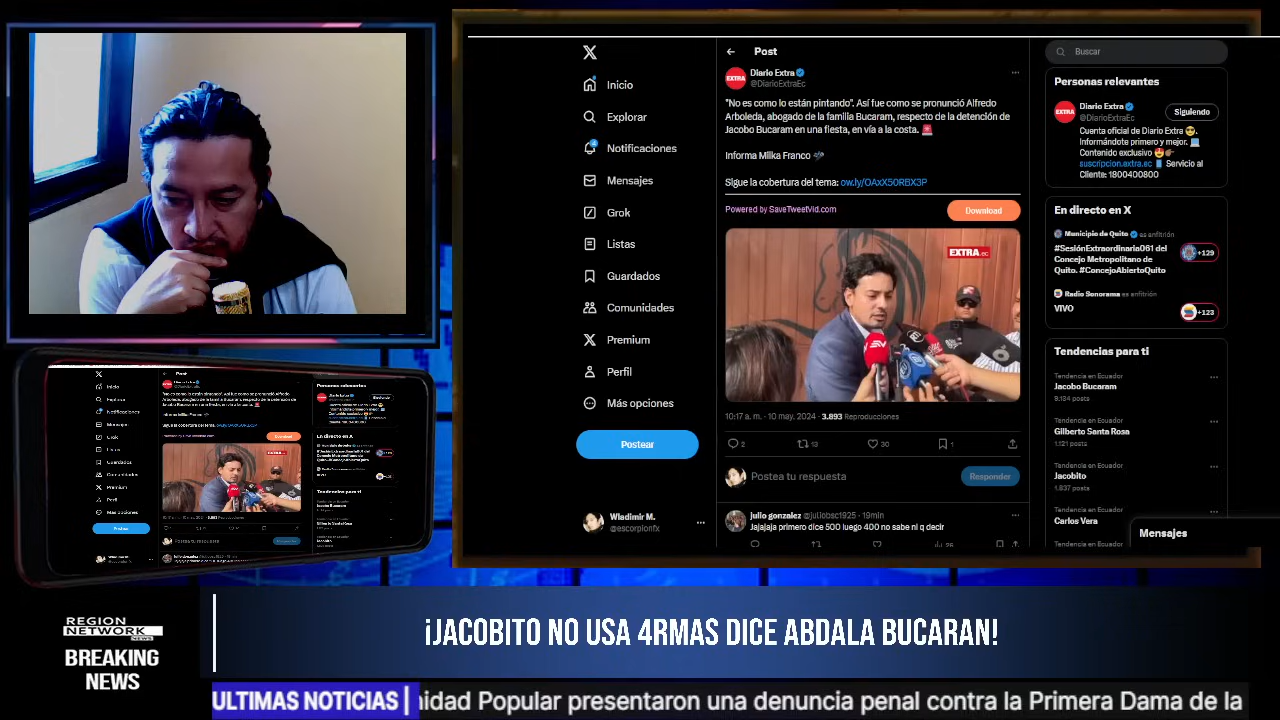 X
Inicio
Explorar
Notificaciones
Mensajes
Grok
Listas
Guardados
Comunidades
Premium
Perfil
Más opciones
Postear
Wladimir M.
@escorpionfx
Post
EXTRA
Diario Extra
@DiarioExtraEc
"No es como lo están pintando". Así fue como se pronunció Alfredo
Arboleda, abogado de la familia Bucaram, respecto de la detención de
Jacobo Bucaram en una fiesta, en vía a la costa.
Informa Mlika Franco
Sigue la cobertura del tema: ow.ly/OAxX50RBX3P
Powered by SaveTweetVid.com
Download
EXTRA.ec
10:17 a. m. · 10 may. 2024 · 3.893 Reproducciones
2 13 30 1
Postea tu respuesta
Responder
julio gonzalez @juliobsc1925 · 19min
Jajajaja primero dice 500 luego 400 no sabe ni q decir
26
Buscar
Personas relevantes
EXTRA
Diario Extra
@DiarioExtraEc
Siguiendo
Cuenta oficial de Diario Extra
Informándote primero y mejor.
Contenido exclusivo
suscripcion.extra.ec Servicio al
Cliente: 1800400800
En directo en X
Municipio de Quito es anfitrión
#SesiónExtraordinaria061 del
Concejo Metropolitano de
Quito. #ConcejoAbiertoQuito
+129
Radio Sonorama es anfitrión
VIVO
+123
Tendencias para ti
Tendencia en Ecuador
Jacobo Bucaram
9.134 posts
Tendencia en Ecuador
Gilberto Santa Rosa
1.121 posts
Tendencia en Ecuador
Jacobito
1.837 posts
Tendencia en Ecuador
Carlos Vera
Tendencia en Ecuador
Mensajes
REGION
NETWORK
NEWS
BREAKING
NEWS
¡JACOBITO NO USA 4RMAS DICE ABDALA BUCARAN!
ULTIMAS NOTICIAS | nidad Popular presentaron una denuncia penal contra la Primera Dama de la